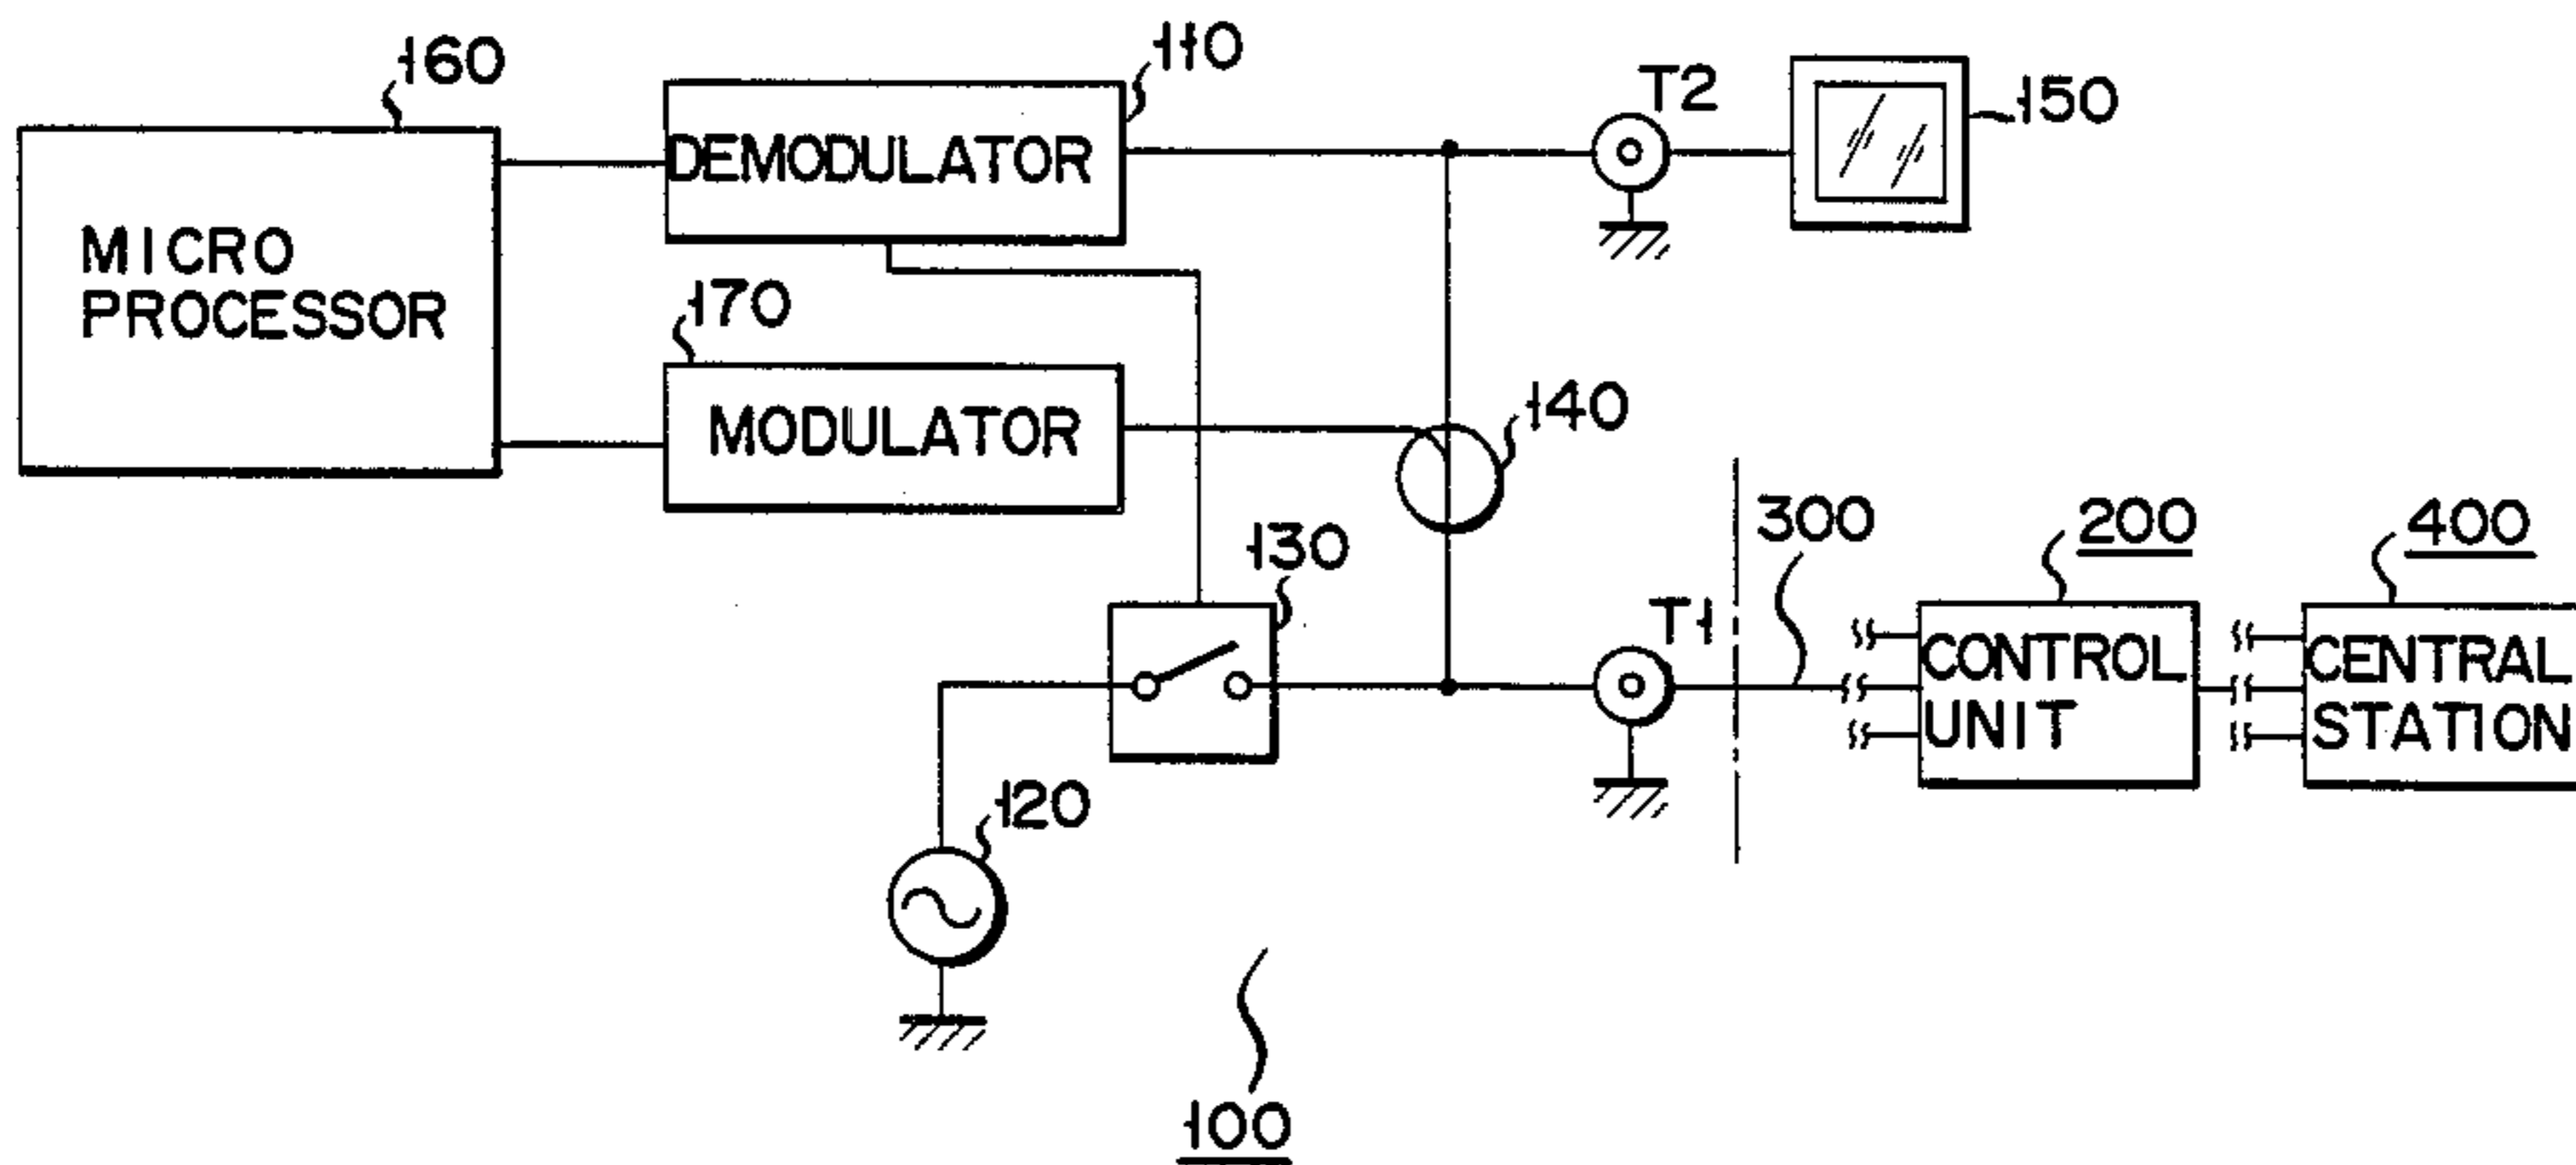 160
110
T2
150
DEMODULATOR
MICRO
PROCESSOR
170
MODULATOR
140
130
300
200
400
T1
CONTROL
UNIT
CENTRAL
STATION
120
100